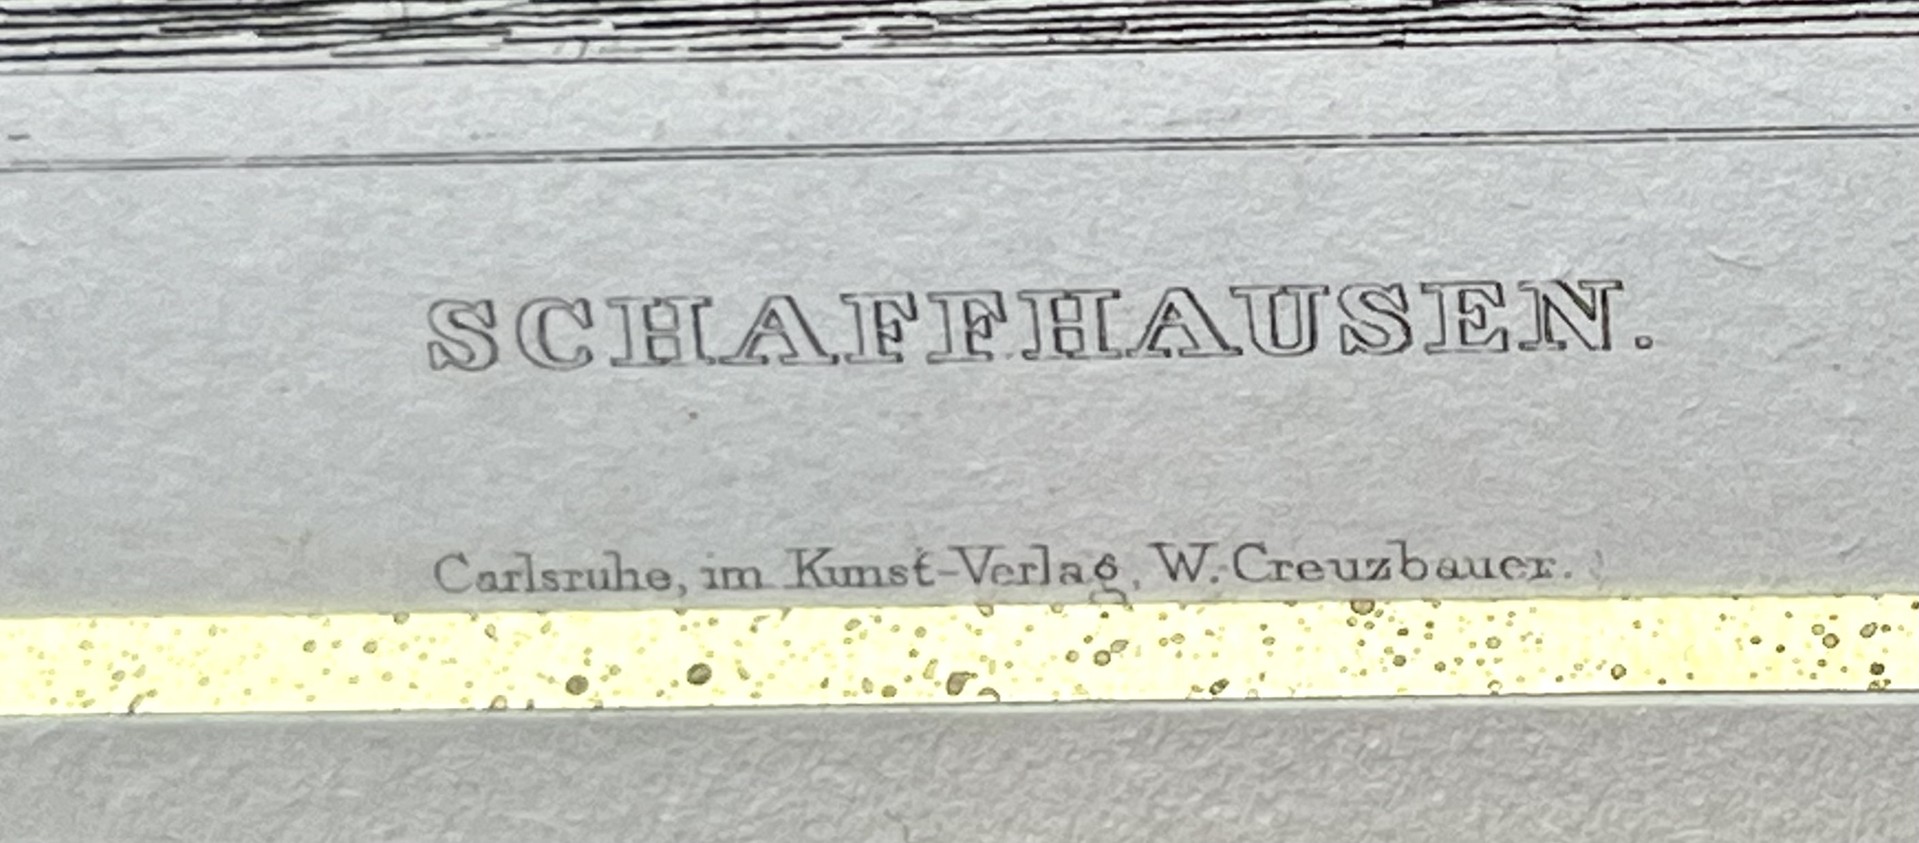 SCHAFFHAUSEN.
Carlsruhe, im Kunst-Verlag, W. Creuzbauer.